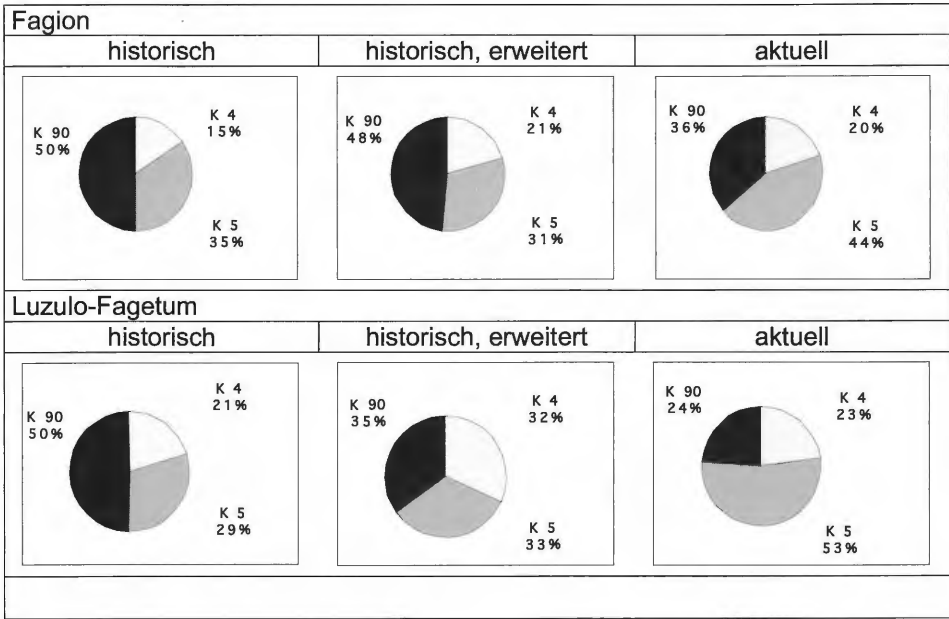 Fagion
historisch
historisch, erweitert
aktuell
K 90
50%
K 4
15%
K 5
35%
K 90
48%
K 4
21%
K 5
31%
K 90
36%
K 4
20%
K 5
44%
Luzulo-Fagetum
historisch
historisch, erweitert
aktuell
K 90
50%
K 4
21%
K 5
29%
K 90
35%
K 4
32%
K 5
33%
K 90
24%
K 4
23%
K 5
53%